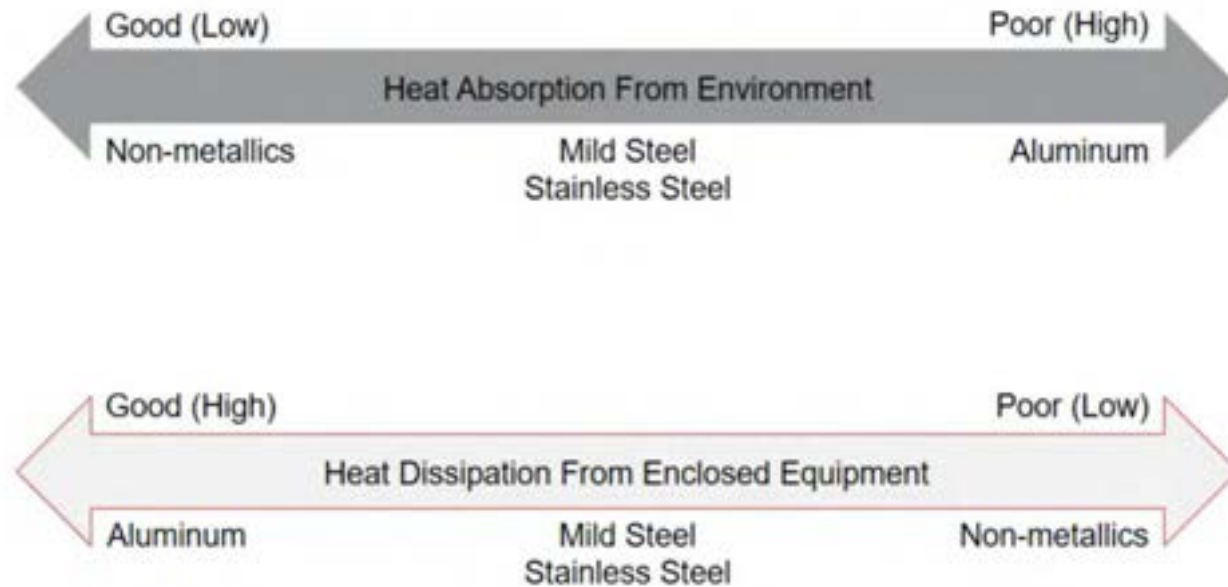 Good (Low) Poor (High)
Heat Absorption From Environment
Non-metallics Mild Steel Aluminum
Stainless Steel
Good (High) Poor (Low)
Heat Dissipation From Enclosed Equipment
Aluminum Mild Steel Non-metallics
Stainless Steel